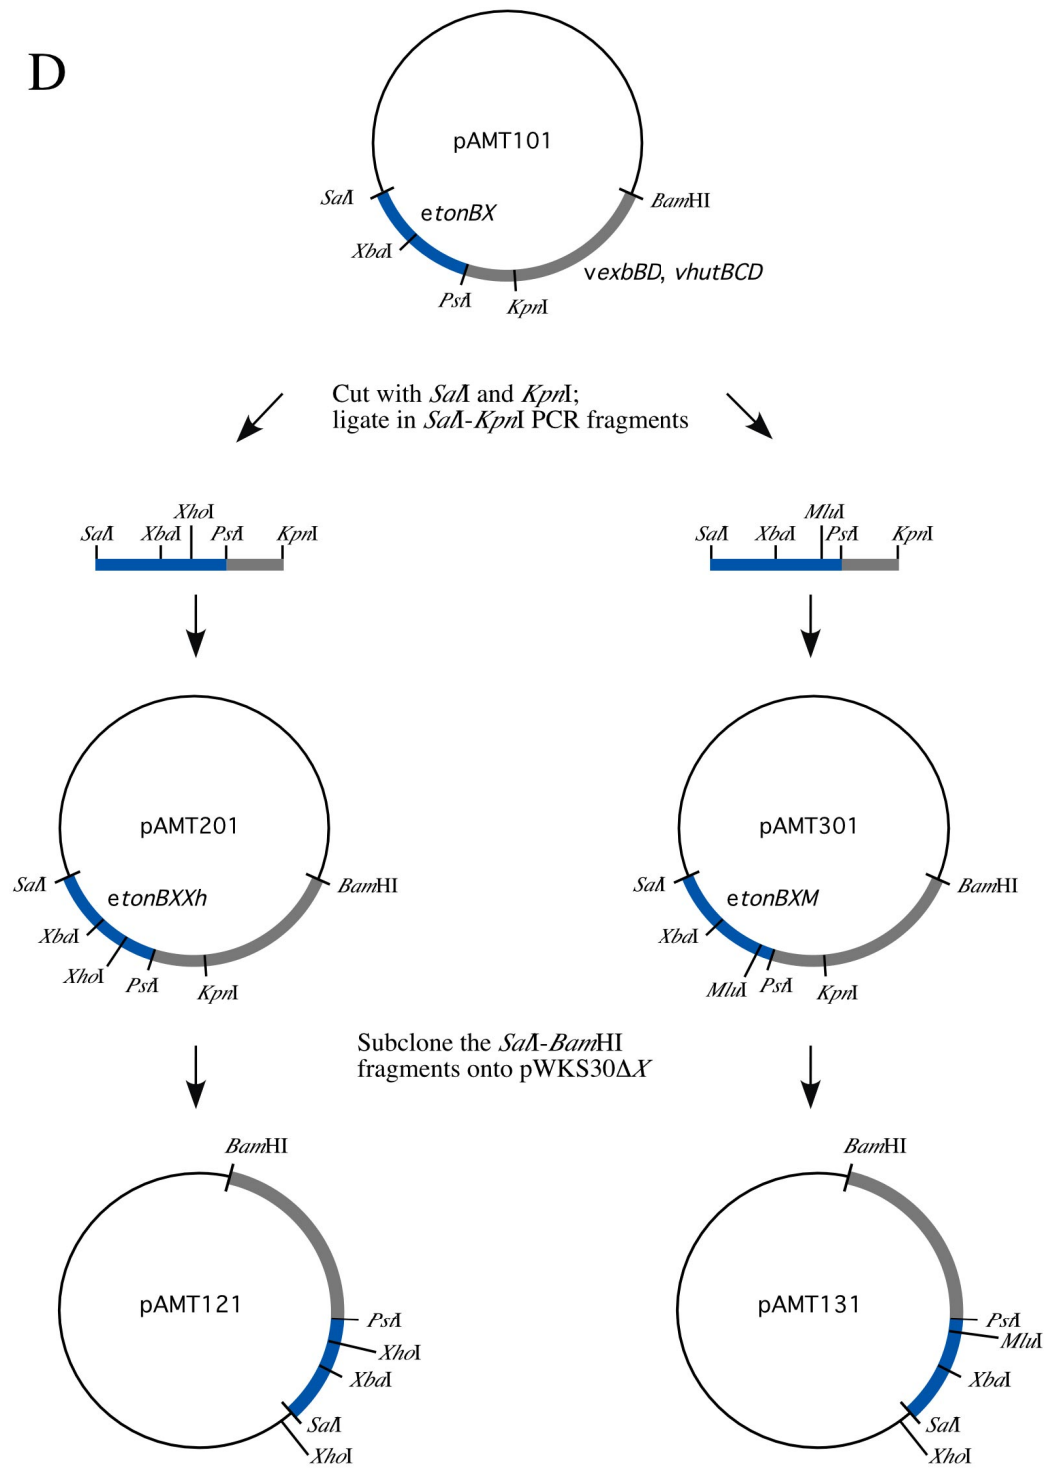 D
pAMT101
SalI
etonBX
BamHI
XbaI
vexbBD, vhutBCD
PstI
KpnI
Cut with SalI and KpnI;
ligate in SalI-KpnI PCR fragments
XhoI
SalI XbaI PstI KpnI
MluI
SalI XbaI PstI KpnI
pAMT201
SalI
etonBXXh
BamHI
XbaI
XhoI
PstI
KpnI
pAMT301
SalI
etonBXM
BamHI
XbaI
MluI
PstI
KpnI
Subclone the SalI-BamHI
fragments onto pWKS30ΔX
BamHI
pAMT121
PstI
XhoI
XbaI
SalI
XhoI
BamHI
pAMT131
PstI
MluI
XbaI
SalI
XhoI